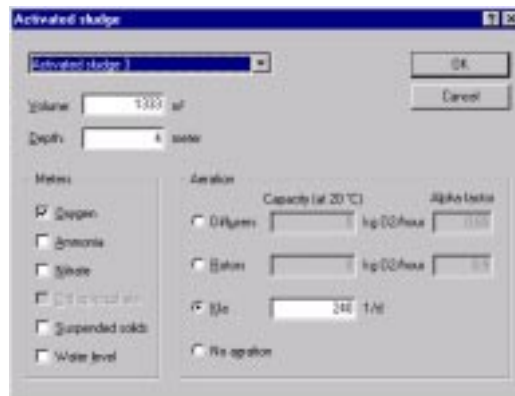 Activated sludge
Activated sludge 3
OK
Cancel
Volume: 1333 m³
Depth: 4 meter
Meters
Oxygen
Ammonia
Nitrate
Suspended solids
Water level
Aeration
Capacity (at 20 °C) Alpha factor
Diffusers kg O2/hour
Rotors kg O2/hour
Kla 240 1/d
No aeration